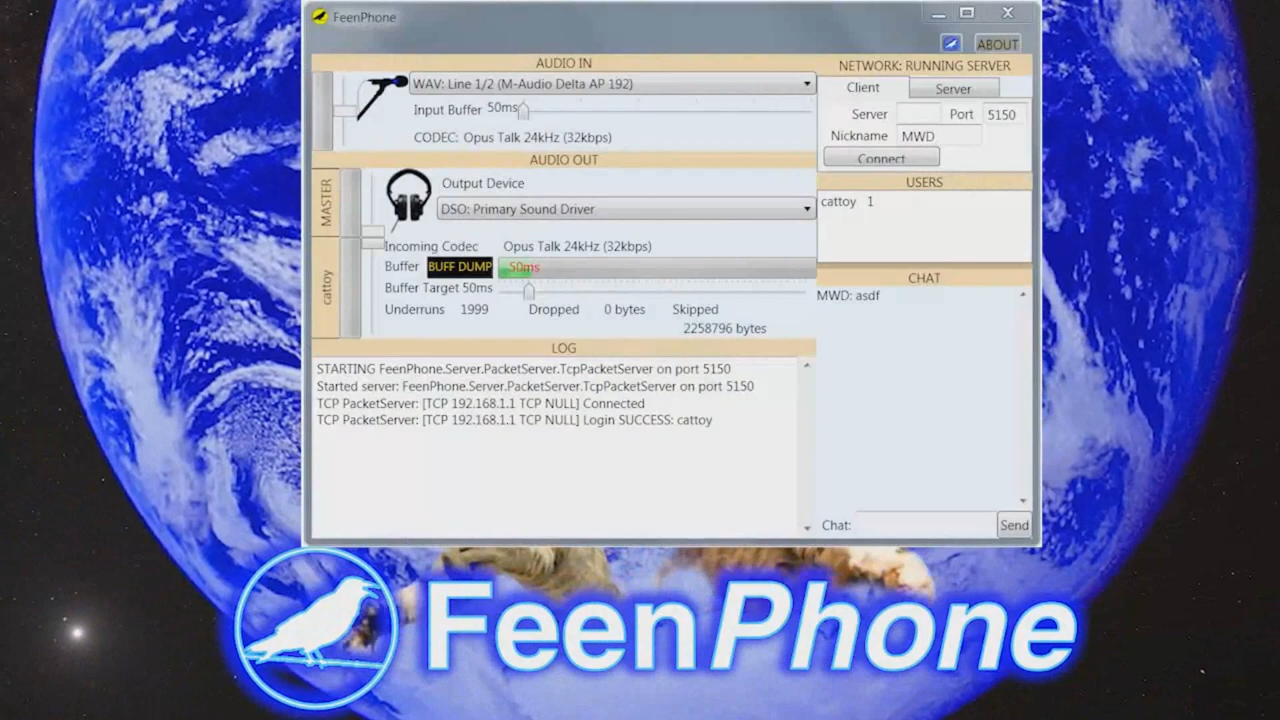 FeenPhone
ABOUT
AUDIO IN
WAV: Line 1/2 (M-Audio Delta AP 192)
Input Buffer 50ms
CODEC: Opus Talk 24kHz (32kbps)
AUDIO OUT
MASTER
Output Device
DSO: Primary Sound Driver
cattoy
Incoming Codec Opus Talk 24kHz (32kbps)
Buffer BUFF DUMP 50ms
Buffer Target 50ms
Underruns 1999 Dropped 0 bytes Skipped
2258796 bytes
LOG
STARTING FeenPhone.Server.PacketServer.TcpPacketServer on port 5150
Started server: FeenPhone.Server.PacketServer.TcpPacketServer on port 5150
TCP PacketServer: [TCP 192.168.1.1 TCP NULL] Connected
TCP PacketServer: [TCP 192.168.1.1 TCP NULL] Login SUCCESS: cattoy
NETWORK: RUNNING SERVER
Client Server
Server Port 5150
Nickname MWD
Connect
USERS
cattoy 1
CHAT
MWD: asdf
Chat: Send
FeenPhone